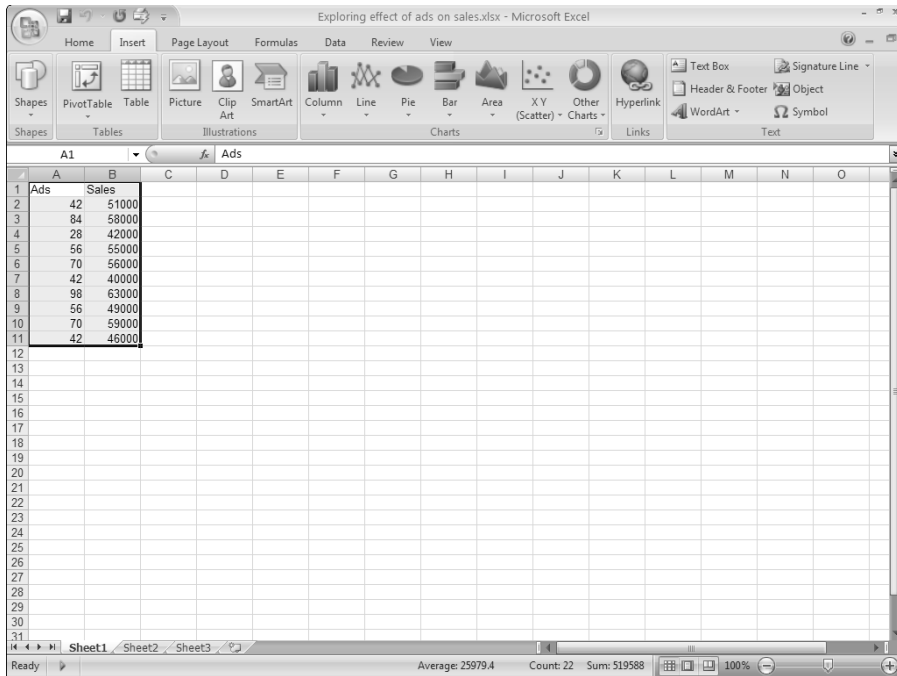 Exploring effect of ads on sales.xlsx - Microsoft Excel
Home Insert Page Layout Formulas Data Review View
Shapes PivotTable Table Picture Clip Art SmartArt Column Line Pie Bar Area X Y (Scatter) Other Charts Hyperlink Text Box Header & Footer WordArt Signature Line Object Symbol
Shapes Tables Illustrations Charts Links Text
A1 fx Ads
A B C D E F G H I J K L M N O
1 Ads Sales
2 42 51000
3 84 58000
4 28 42000
5 56 55000
6 70 56000
7 42 40000
8 98 63000
9 56 49000
10 70 59000
11 42 46000
12
13
14
15
16
17
18
19
20
21
22
23
24
25
26
27
28
29
30
31
Sheet1 Sheet2 Sheet3
Ready Average: 25979.4 Count: 22 Sum: 519588 100%